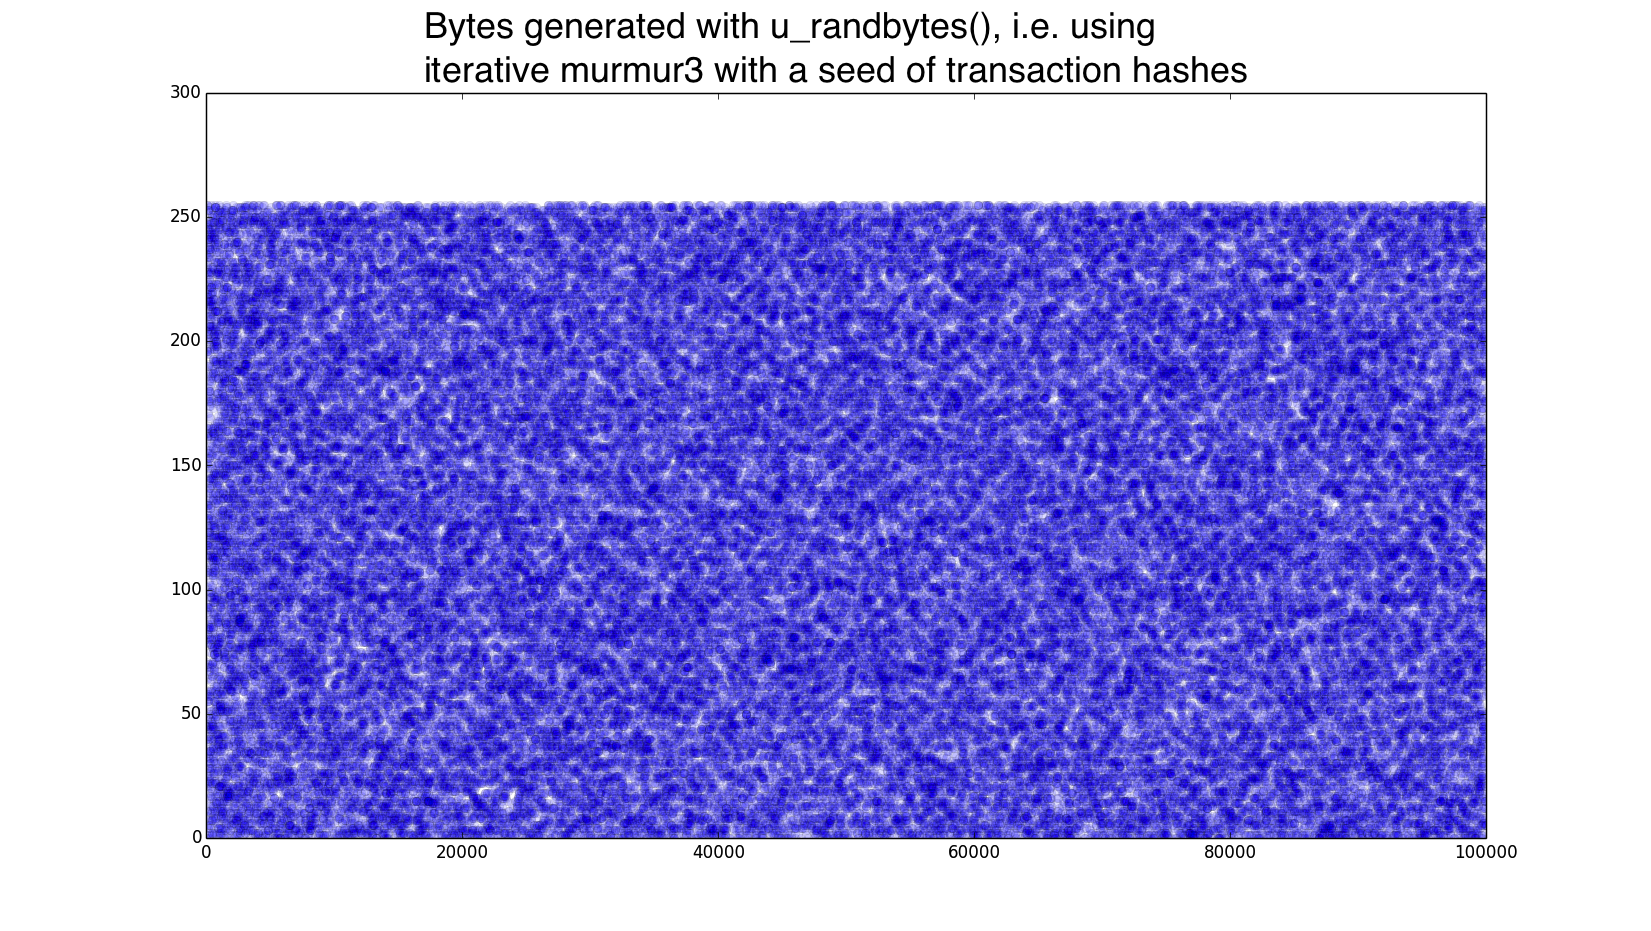 Bytes generated with u_randbytes(), i.e. using
iterative murmur3 with a seed of transaction hashes
300
250
200
150
100
50
0
0 20000 40000 60000 80000 100000